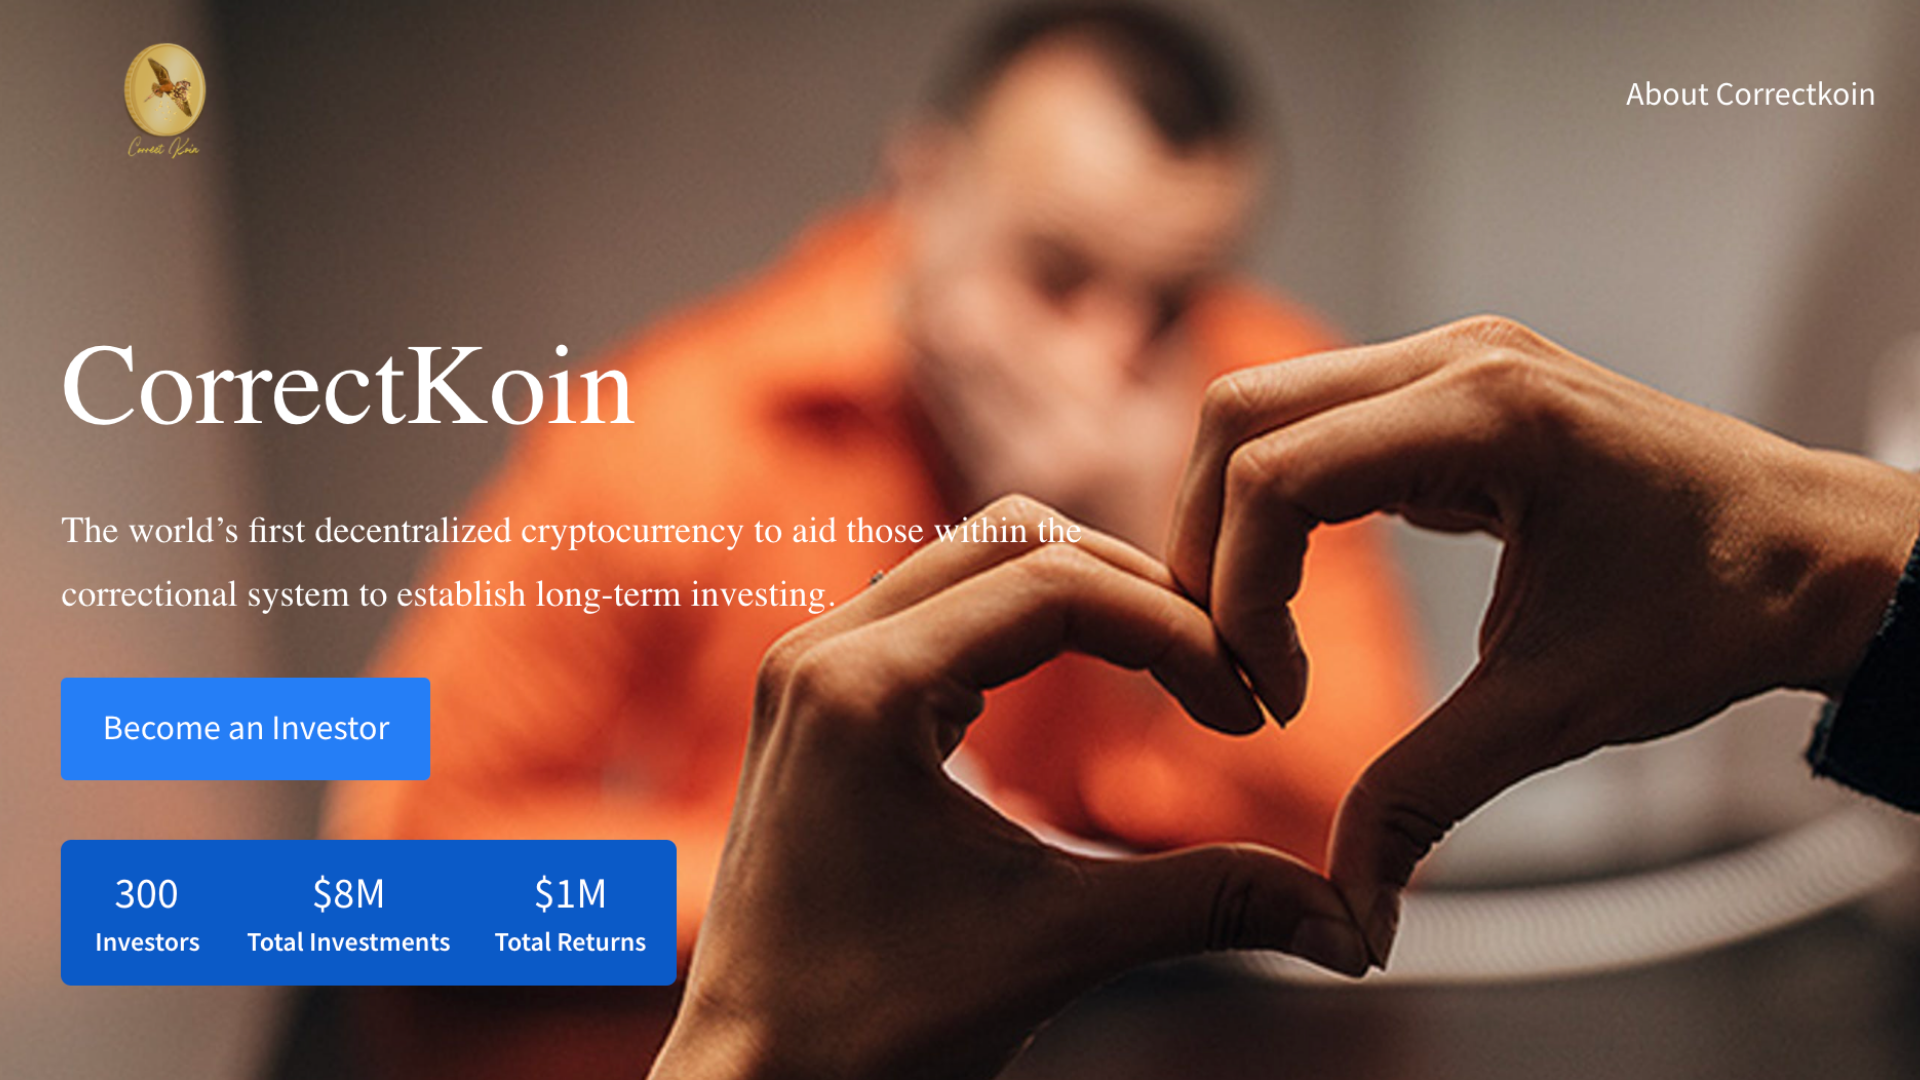 Correct Koin
About Correctkoin
CorrectKoin
The world’s first decentralized cryptocurrency to aid those within the
correctional system to establish long-term investing.
Become an Investor
300
Investors
$8M
Total Investments
$1M
Total Returns